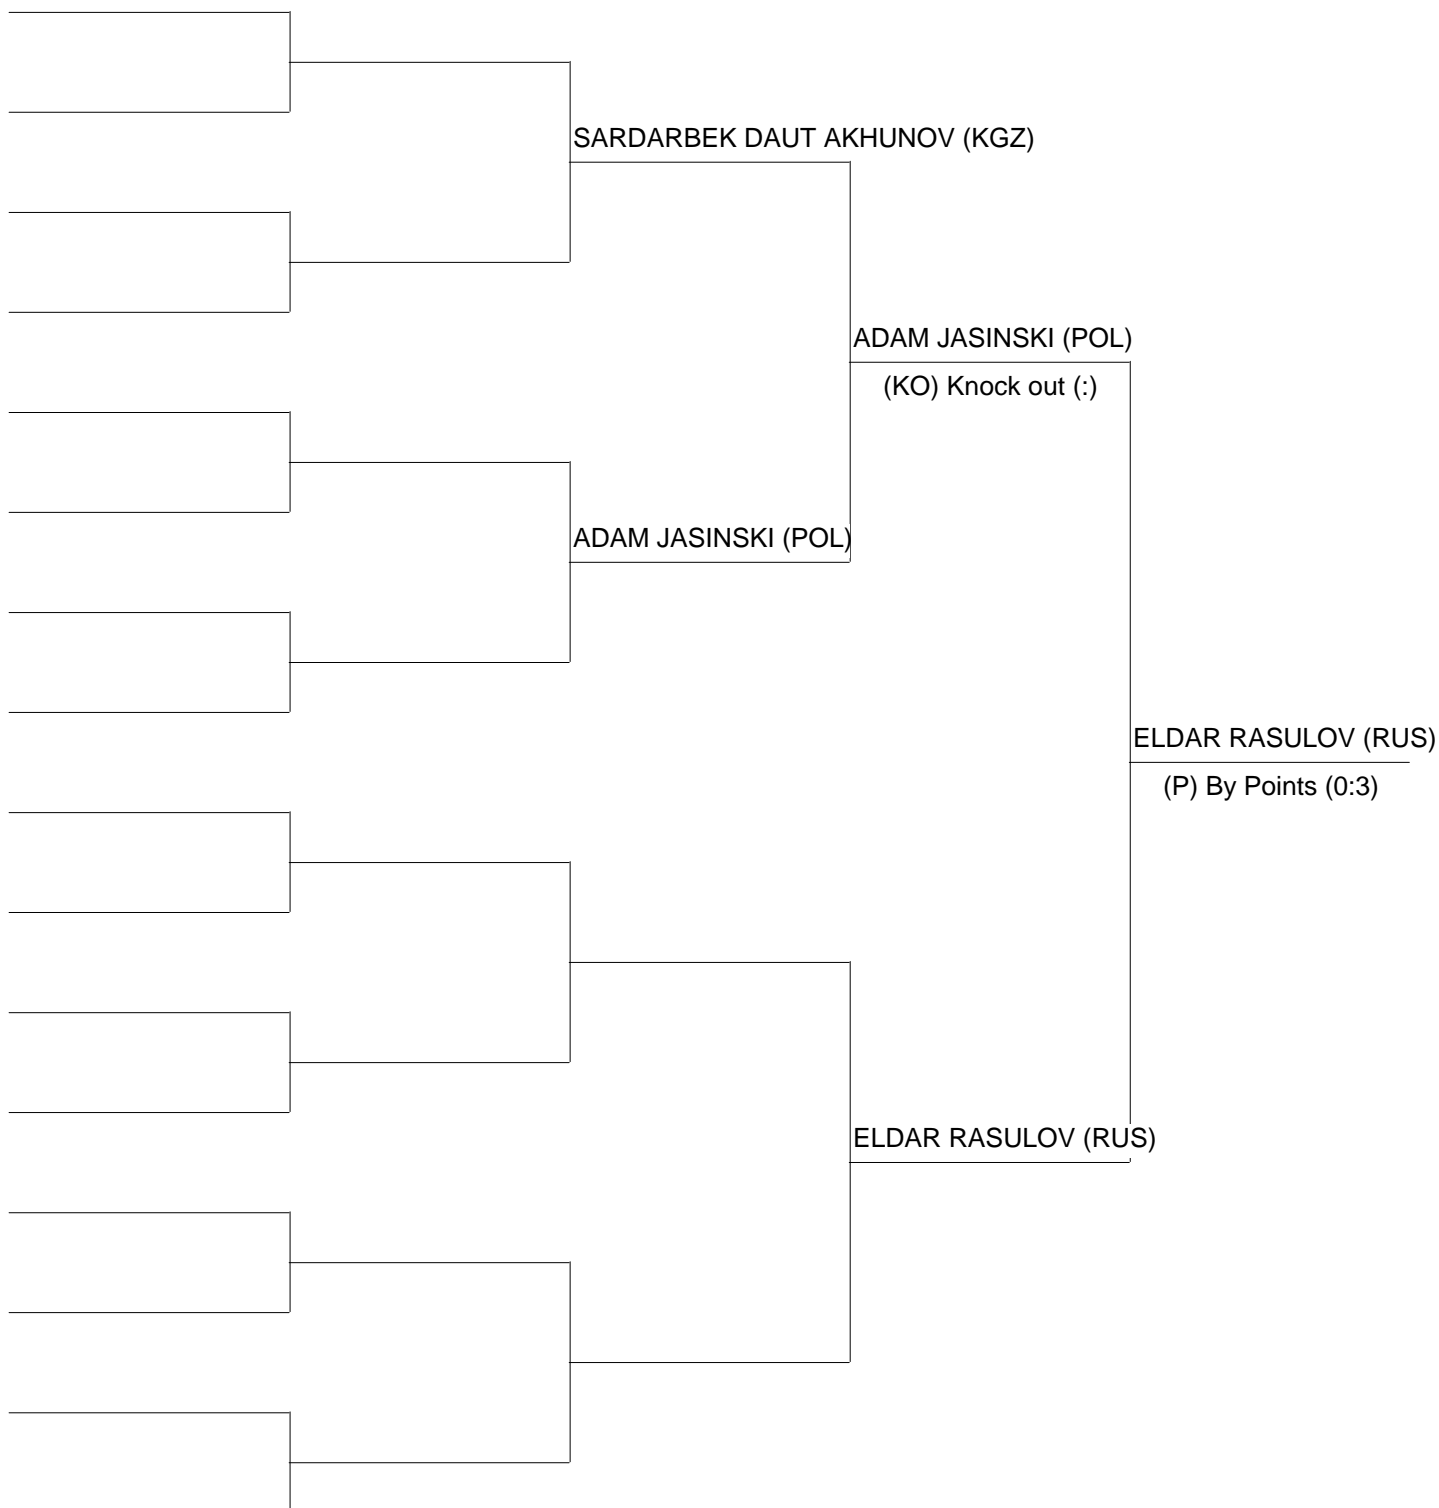 SARDARBEK DAUT AKHUNOV (KGZ)
ADAM JASINSKI (POL)
(KO) Knock out (:)
ADAM JASINSKI (POL)
ELDAR RASULOV (RUS)
(P) By Points (0:3)
ELDAR RASULOV (RUS)